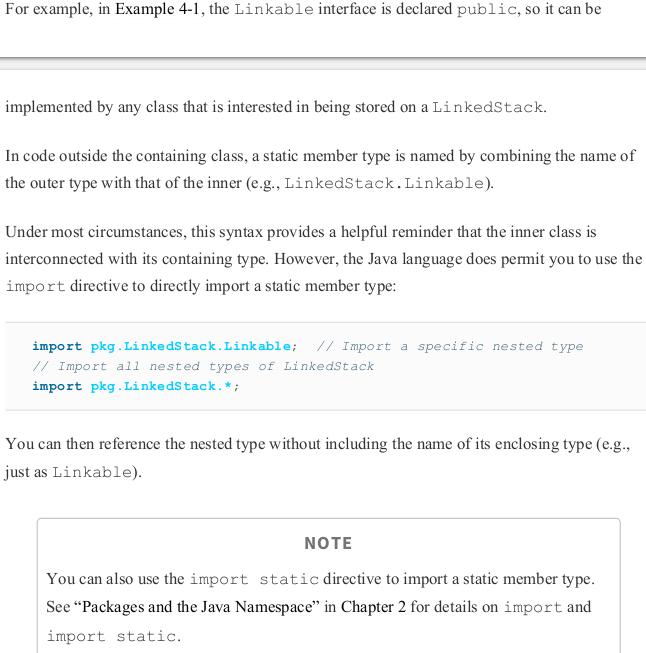 For example, in Example 4-1, the Linkable interface is declared public, so it can be
implemented by any class that is interested in being stored on a LinkedStack.
In code outside the containing class, a static member type is named by combining the name of
the outer type with that of the inner (e.g., LinkedStack.Linkable).
Under most circumstances, this syntax provides a helpful reminder that the inner class is
interconnected with its containing type. However, the Java language does permit you to use the
import directive to directly import a static member type:
import pkg.LinkedStack.Linkable;  // Import a specific nested type
// Import all nested types of LinkedStack
import pkg.LinkedStack.*;
You can then reference the nested type without including the name of its enclosing type (e.g.,
just as Linkable).
NOTE
You can also use the import static directive to import a static member type.
See “Packages and the Java Namespace” in Chapter 2 for details on import and
import static.